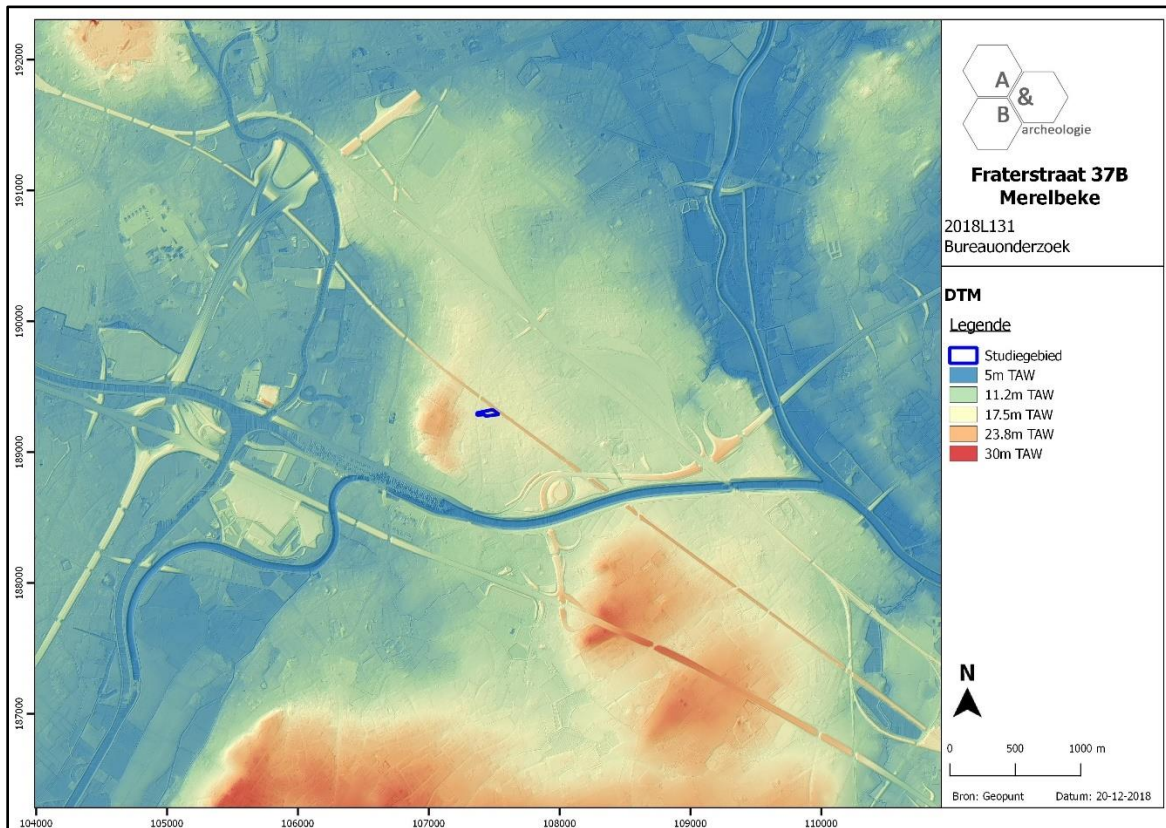 A
&
B
archeologie
Fraterstraat 37B
Merelbeke
2018L131
Bureauonderzoek
DTM
Legende
Studiegebied
5m TAW
11.2m TAW
17.5m TAW
23.8m TAW
30m TAW
N
0 500 1000 m
Bron: Geopunt Datum: 20-12-2018
192000
191000
190000
189000
188000
187000
104000 105000 106000 107000 108000 109000 110000